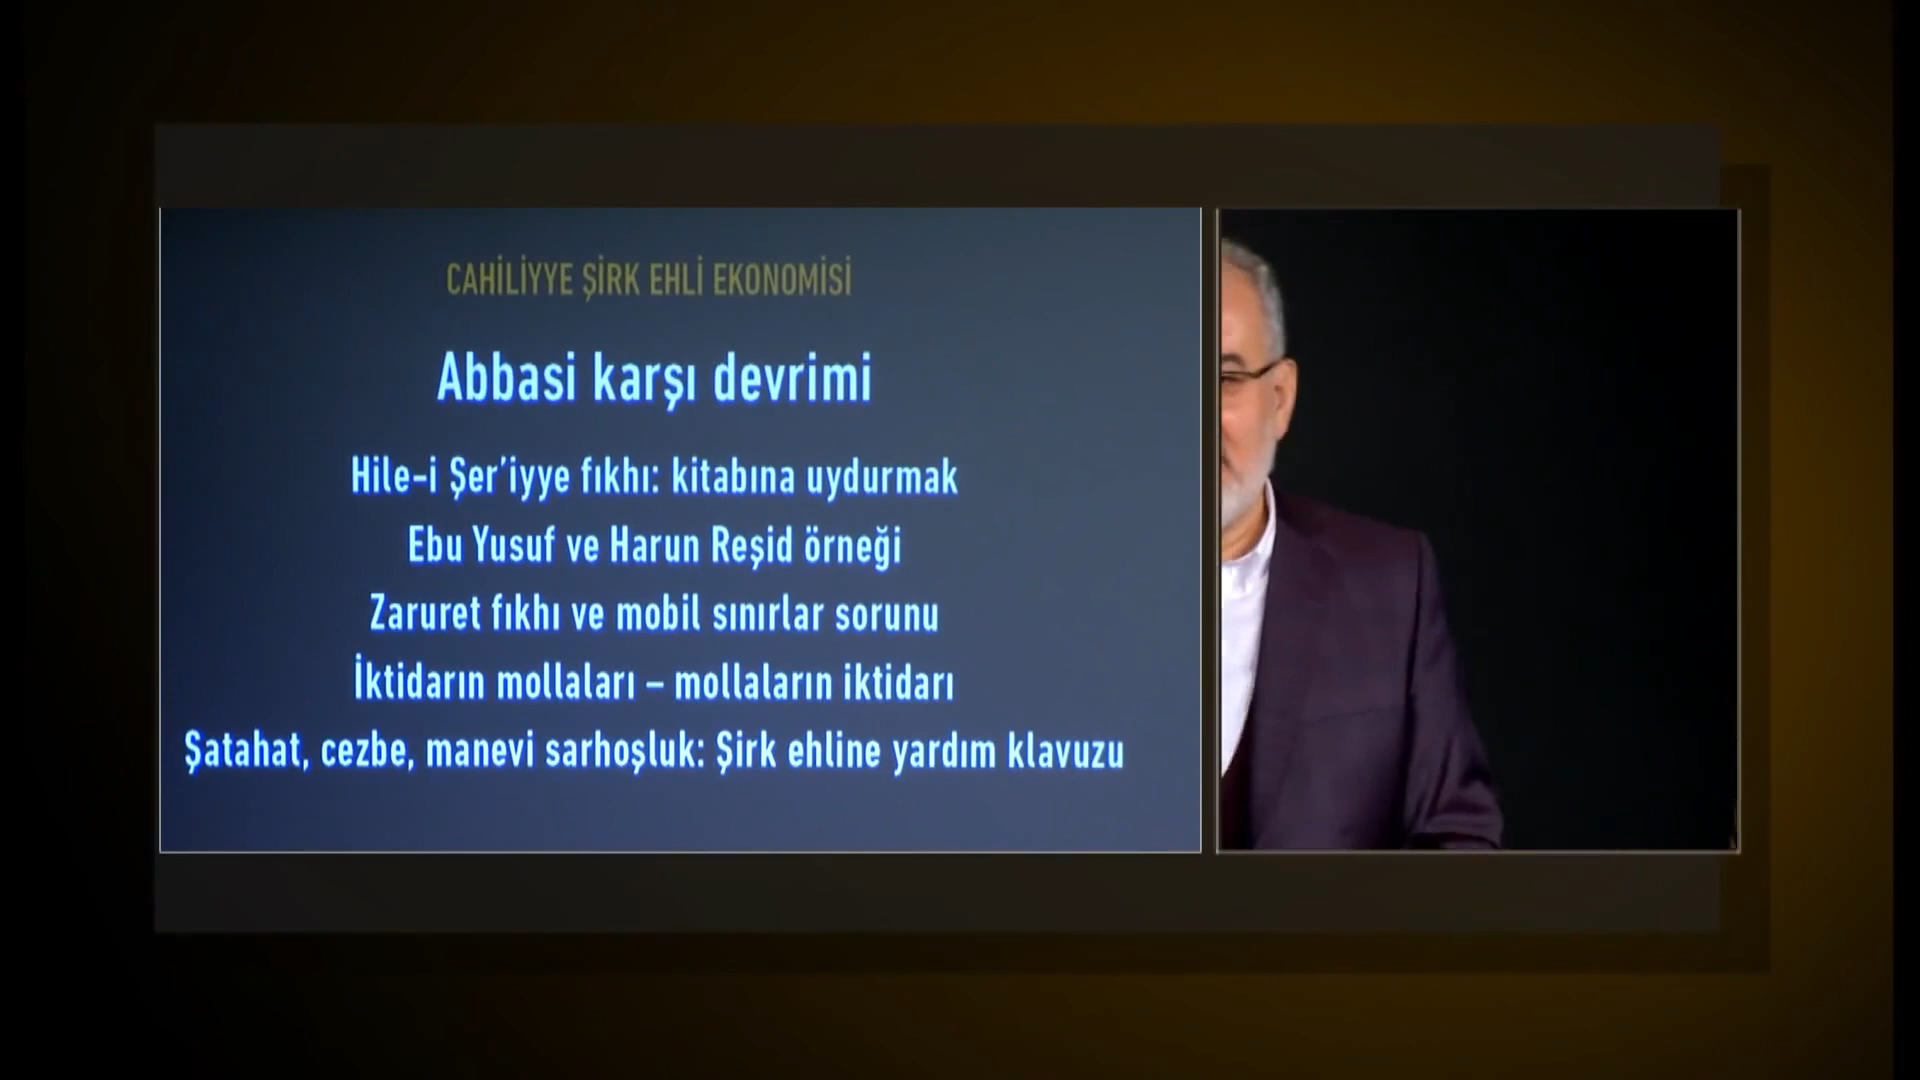 CAHİLİYYE ŞİRK EHLİ EKONOMİSİ
Abbasi karşı devrimi
Hile-i Şer'iyye fıkhı: kitabına uydurmak
Ebu Yusuf ve Harun Reşid örneği
Zaruret fıkhı ve mobil sınırlar sorunu
İktidarın mollaları – mollaların iktidarı
Şatahat, cezbe, manevi sarhoşluk: Şirk ehline yardım klavuzu